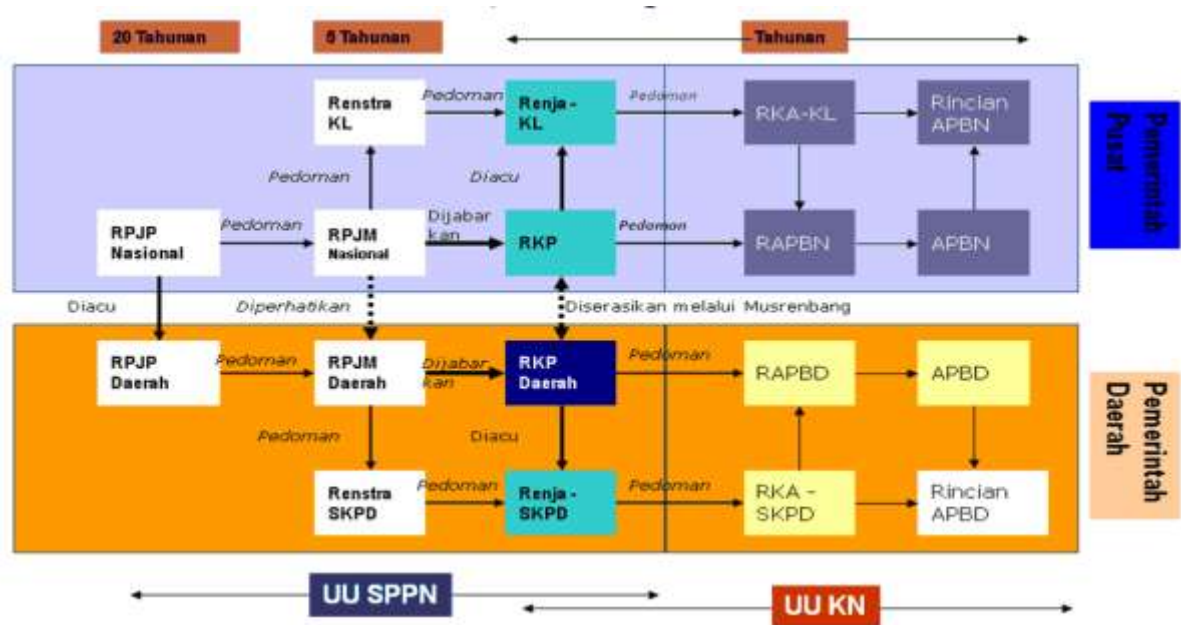 20 Tahunan
5 Tahunan
Tahunan
Renstra
KL
Pedoman
Renja -
KL
Pedoman
RKA-KL
Rincian
APBN
Pemerintah
Pusat
Pedoman
Diacu
RPJP
Nasional
Pedoman
RPJM
Nasional
Dijabar
kan
RKP
Pedoman
RAPBN
APBN
Diacu
Diperhatikan
Diserasikan melalui Musrenbang
RPJP
Daerah
Pedoman
RPJM
Daerah
Dijabar
kan
RKP
Daerah
Pedoman
RAPBD
APBD
Pemerintah
Daerah
Pedoman
Diacu
Renstra
SKPD
Pedoman
Renja -
SKPD
Pedoman
RKA -
SKPD
Rincian
APBD
UU SPPN
UU KN